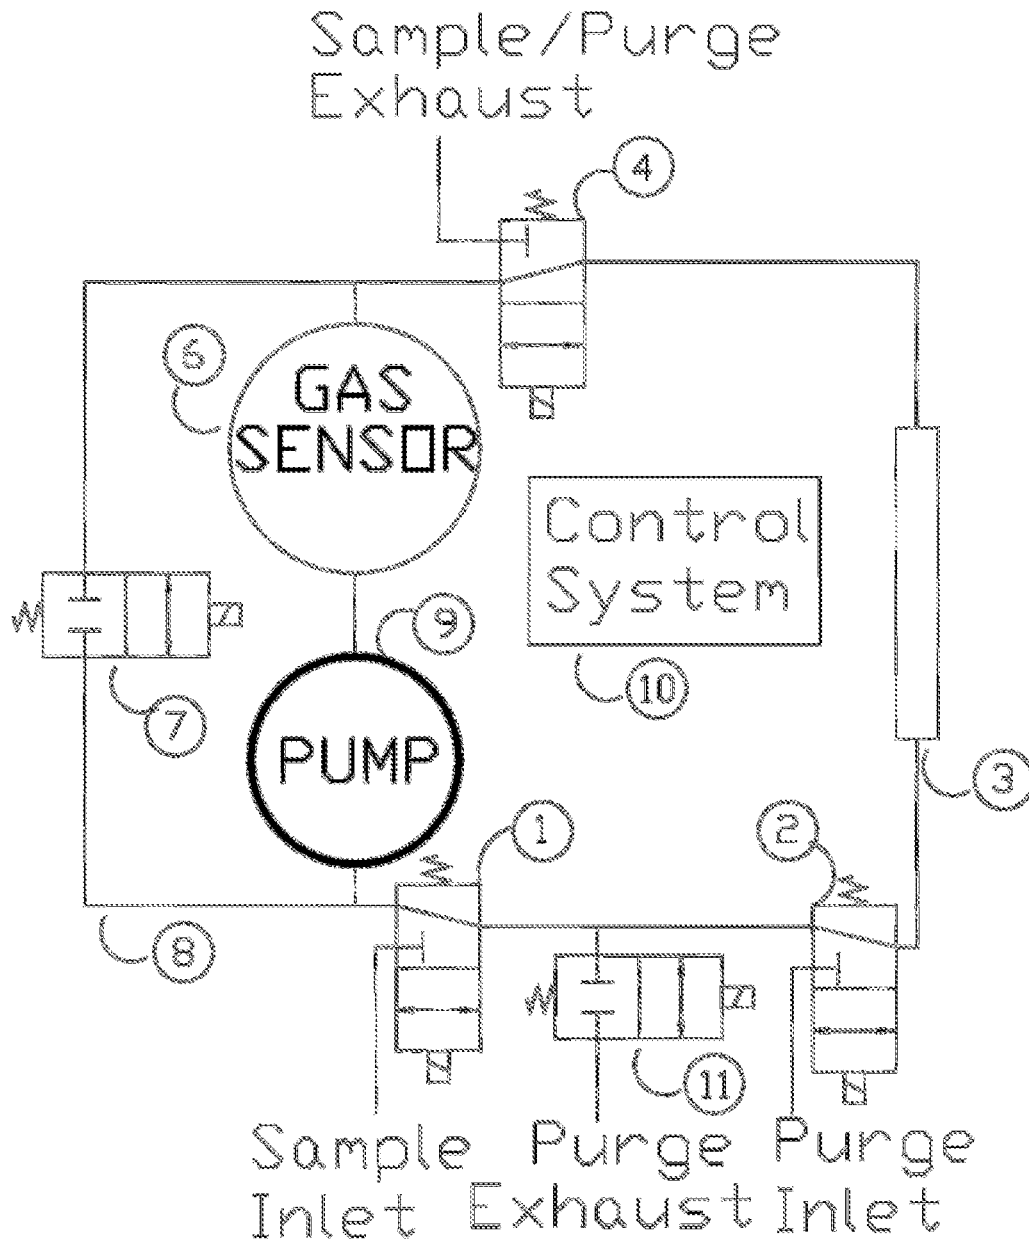 Sample/Purge
Exhaust
4
6
GAS
SENSOR
Control
System
9
10
7
PUMP
3
1
2
8
11
Sample
Inlet
Purge
Exhaust
Purge
Inlet